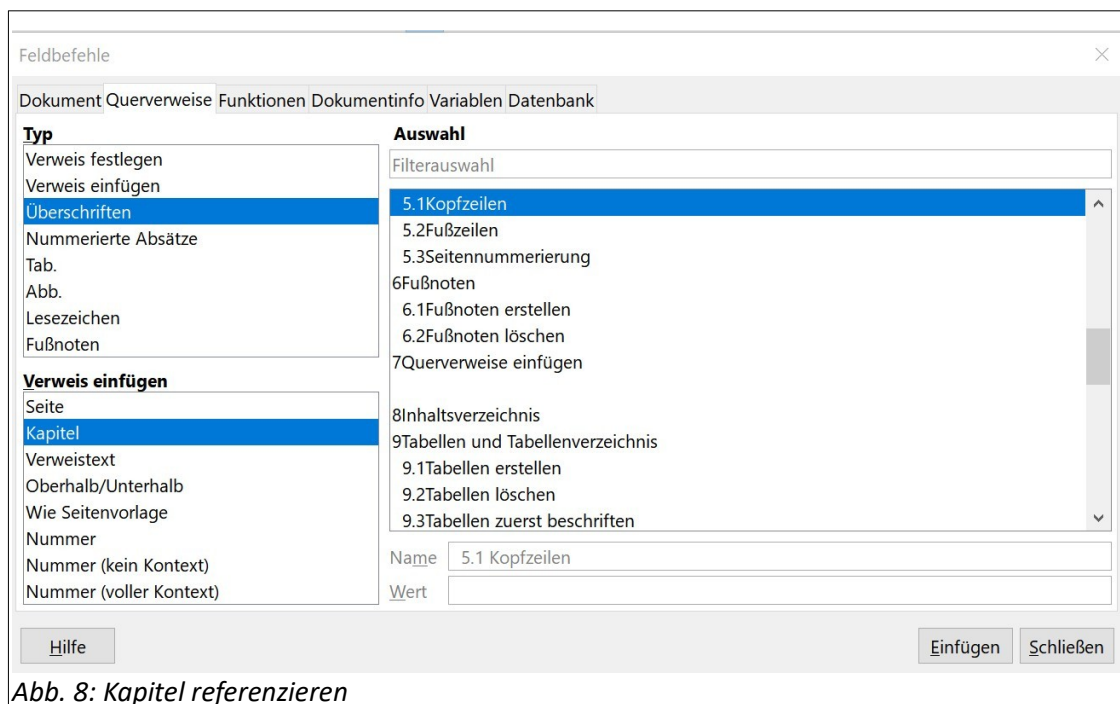 Feldbefehle
Dokument Querverweise Funktionen Dokumentinfo Variablen Datenbank
Typ
Verweis festlegen
Verweis einfügen
Überschriften
Nummerierte Absätze
Tab.
Abb.
Lesezeichen
Fußnoten
Verweis einfügen
Seite
Kapitel
Verweistext
Oberhalb/Unterhalb
Wie Seitenvorlage
Nummer
Nummer (kein Kontext)
Nummer (voller Kontext)
Auswahl
Filterauswahl
5.1Kopfzeilen
5.2Fußzeilen
5.3Seitennummerierung
6Fußnoten
6.1Fußnoten erstellen
6.2Fußnoten löschen
7Querverweise einfügen
8Inhaltsverzeichnis
9Tabellen und Tabellenverzeichnis
9.1Tabellen erstellen
9.2Tabellen löschen
9.3Tabellen zuerst beschriften
Name 5.1 Kopfzeilen
Wert
Hilfe Einfügen Schließen
Abb. 8: Kapitel referenzieren